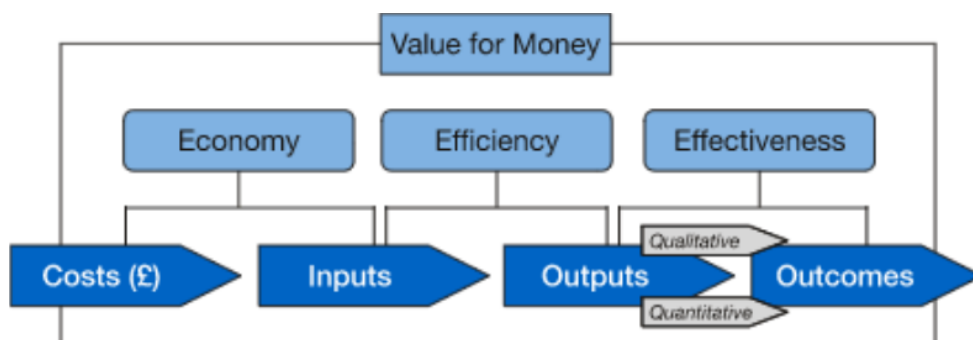 Value for Money
Economy
Efficiency
Effectiveness
Qualitative
Costs (£)
Inputs
Outputs
Outcomes
Quantitative